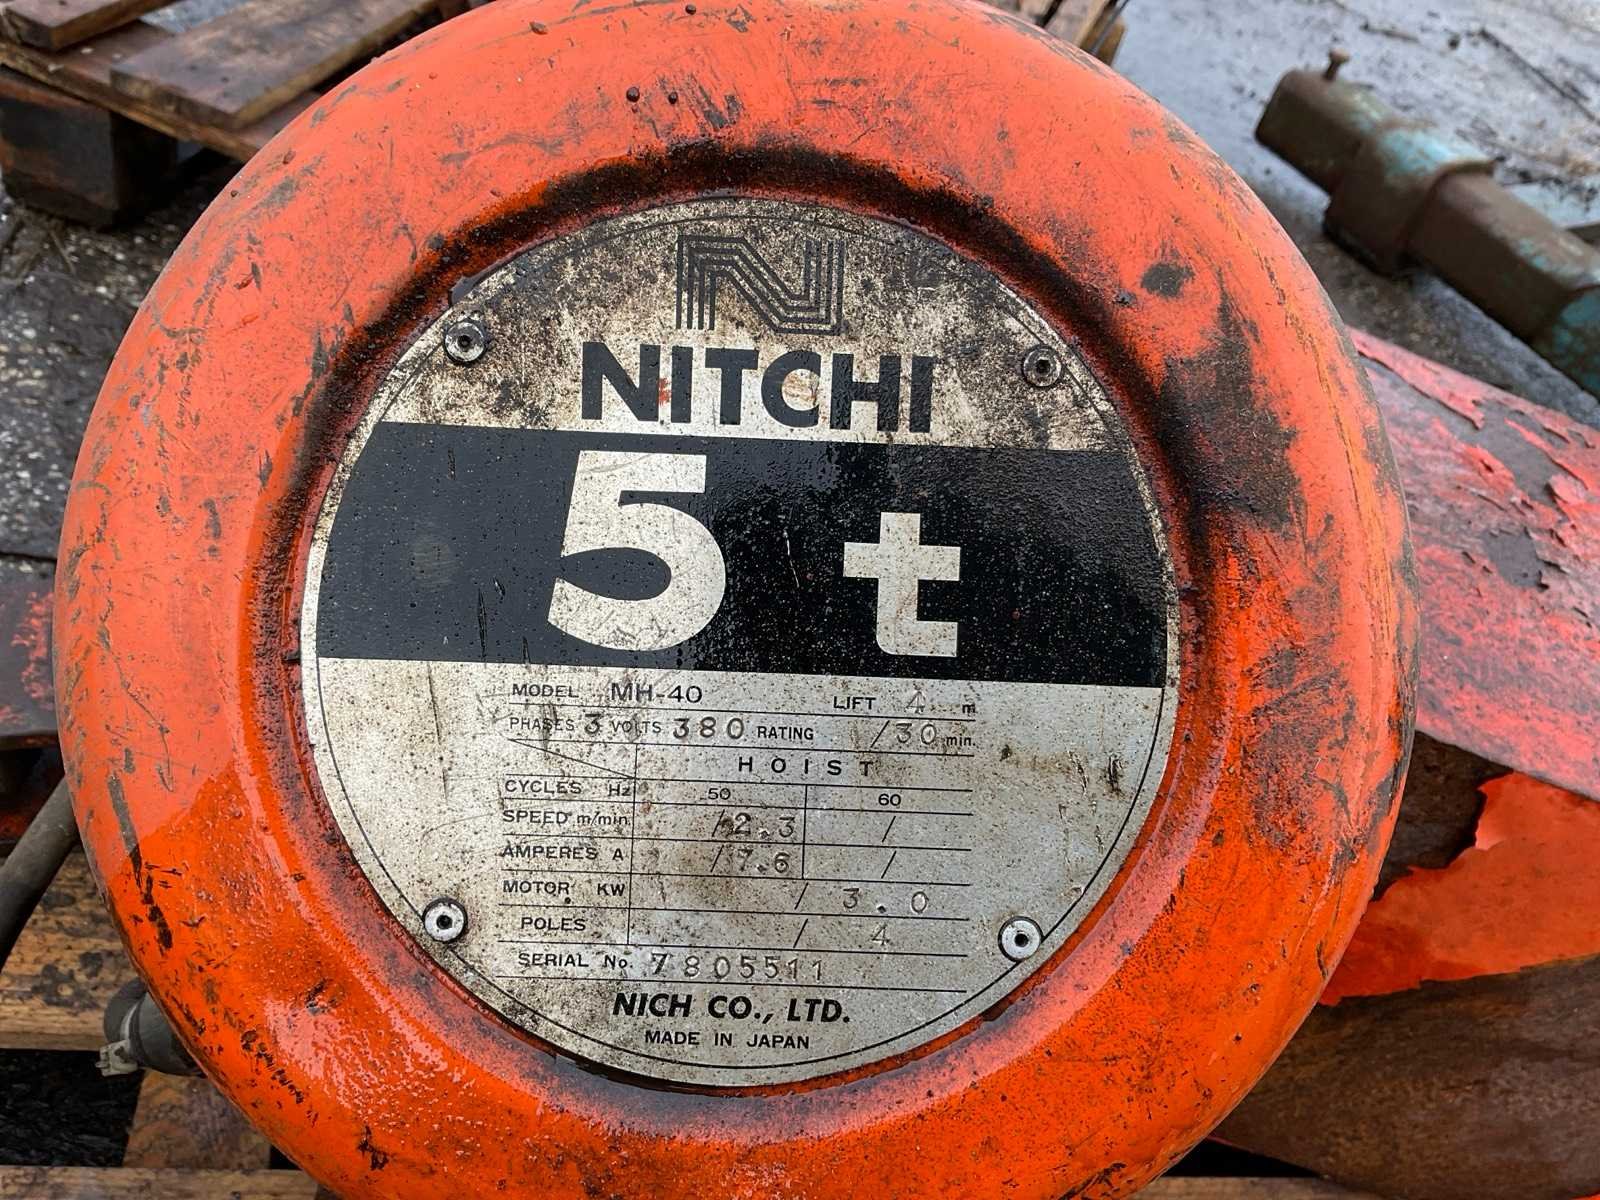 N
NITCHI
5 t
MODEL MH-40 LIFT 4 m
PHASES 3 VOLTS 380 RATING /30 min.
HOIST
CYCLES Hz 50 60
SPEED m/min. /2.3 /
AMPERES A /7.6 /
MOTOR KW / 3.0
POLES / 4
SERIAL No. 7805511
NICH CO., LTD.
MADE IN JAPAN